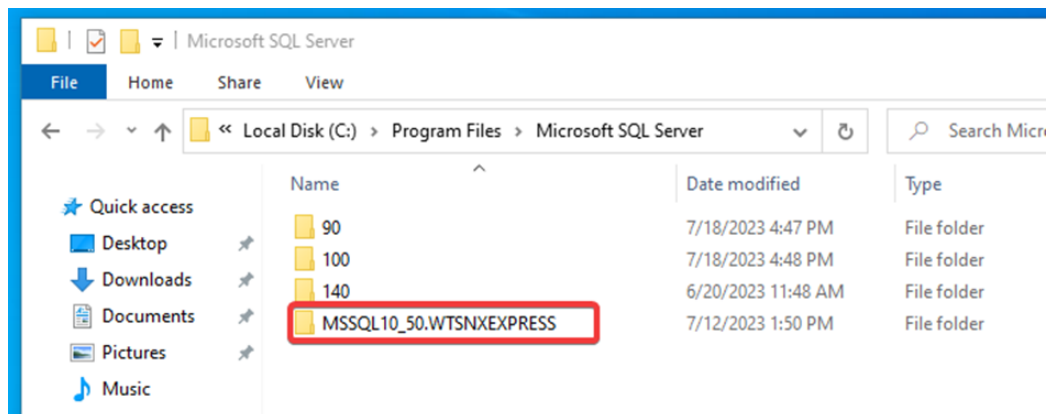 Microsoft SQL Server
File Home Share View
« Local Disk (C:) › Program Files › Microsoft SQL Server
Search Micr
Name Date modified Type
Quick access
Desktop
Downloads
Documents
Pictures
Music
90 7/18/2023 4:47 PM File folder
100 7/18/2023 4:48 PM File folder
140 6/20/2023 11:48 AM File folder
MSSQL10_50.WTSNXEXPRESS 7/12/2023 1:50 PM File folder